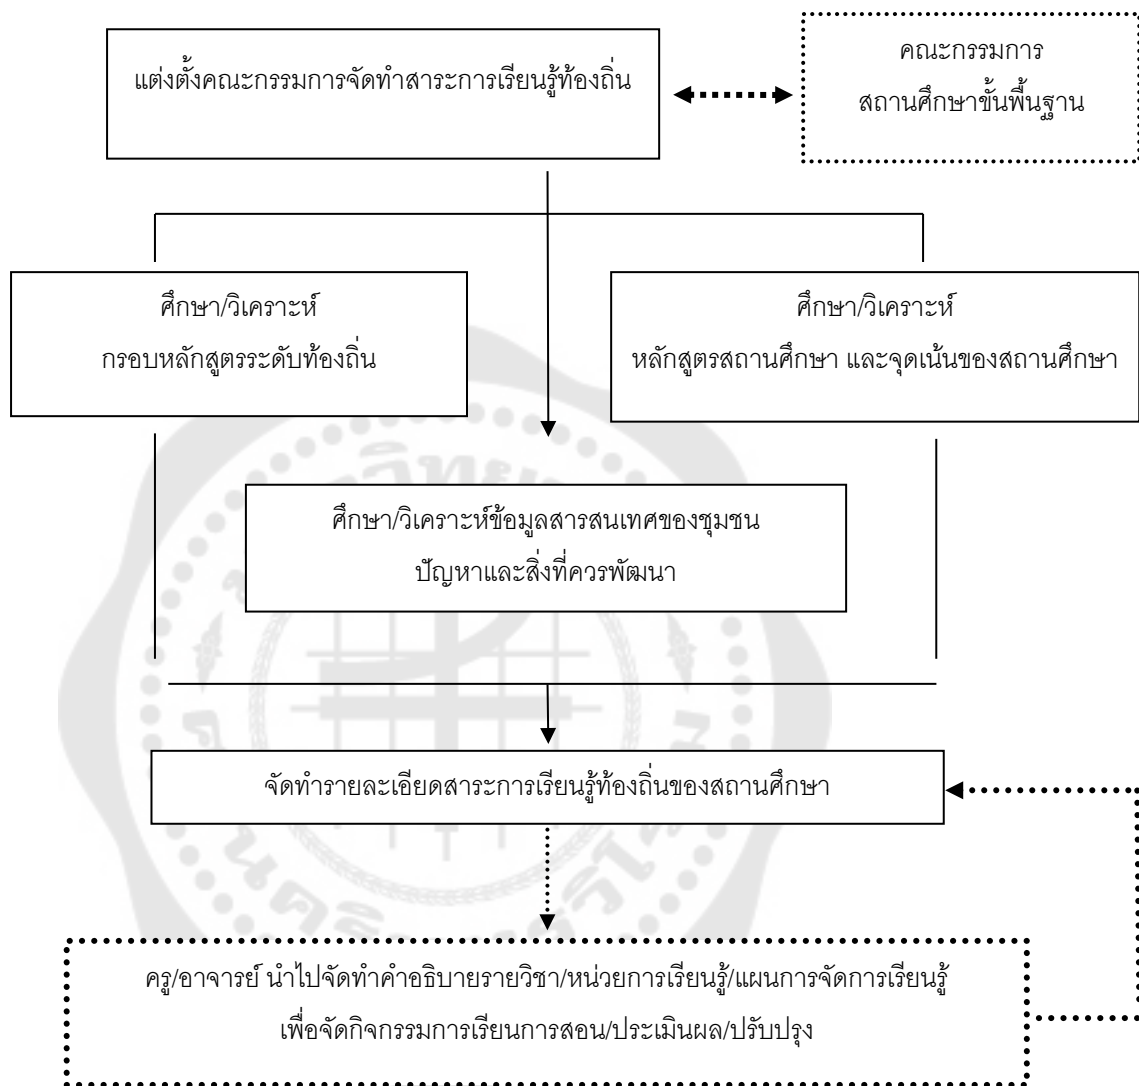 แต่งตั้งคณะกรรมการจัดทำสาระการเรียนรู้ท้องถิ่น
คณะกรรมการ
สถานศึกษาขั้นพื้นฐาน
ศึกษา/วิเคราะห์
กรอบหลักสูตรระดับท้องถิ่น
ศึกษา/วิเคราะห์
หลักสูตรสถานศึกษา และจุดเน้นของสถานศึกษา
ศึกษา/วิเคราะห์ข้อมูลสารสนเทศของชุมชน
ปัญหาและสิ่งที่ควรพัฒนา
จัดทำรายละเอียดสาระการเรียนรู้ท้องถิ่นของสถานศึกษา
ครู/อาจารย์ นำไปจัดทำคำอธิบายรายวิชา/หน่วยการเรียนรู้/แผนการจัดการเรียนรู้
เพื่อจัดกิจกรรมการเรียนการสอน/ประเมินผล/ปรับปรุง